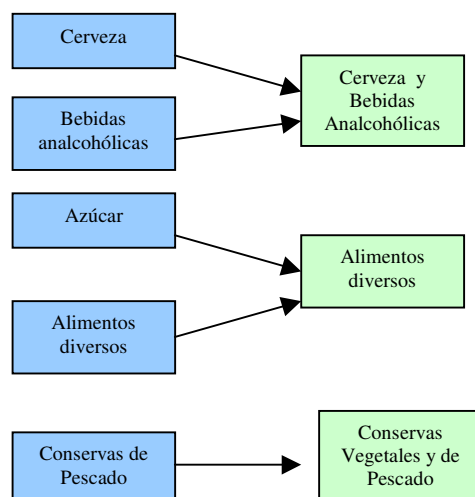 Cerveza
Cerveza y
Bebidas
Analcohólicas
Bebidas
analcohólicas
Azúcar
Alimentos
diversos
Alimentos
diversos
Conservas de
Pescado
Conservas
Vegetales y de
Pescado